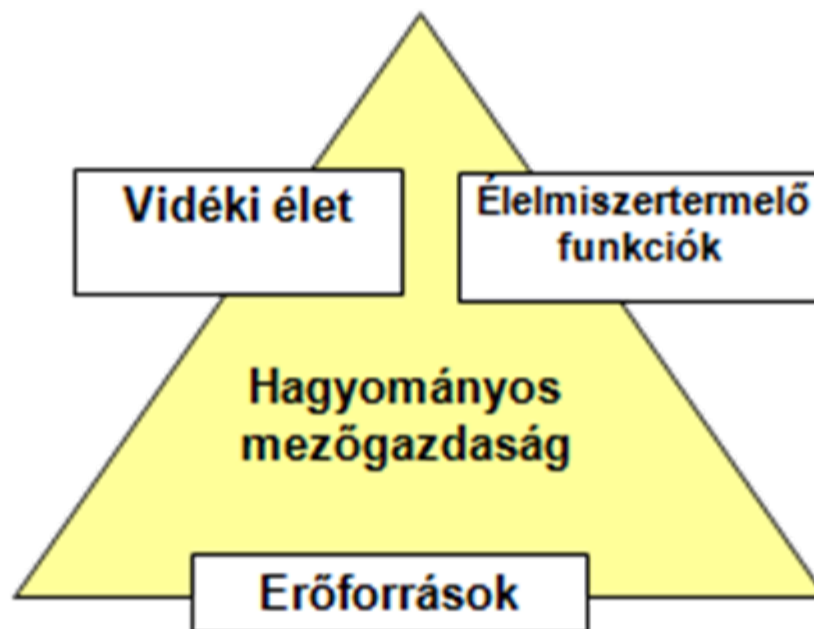 Vidéki élet
Élelmiszertermelő
funkciók
Hagyományos
mezőgazdaság
Erőforrások